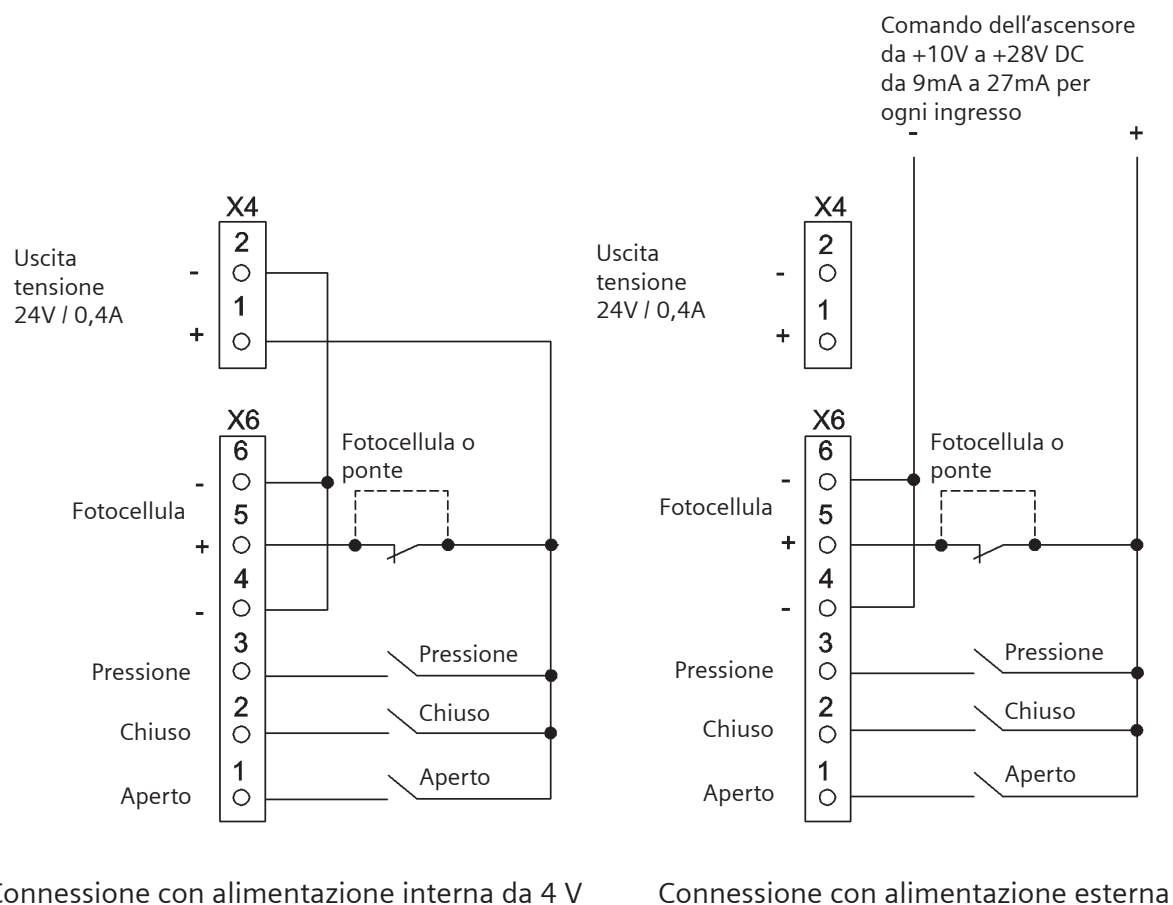 Comando dell'ascensore
da +10V a +28V DC
da 9mA a 27mA per
ogni ingresso
- +
X4
2
Uscita
tensione
24V / 0,4A
-
1
+
X6
6
Fotocellula o
ponte
-
Fotocellula
5
+
4
-
3
Pressione
Pressione
2
Chiuso
Chiuso
1
Aperto
Aperto
Connessione con alimentazione interna da 4 V
X4
2
Uscita
tensione
24V / 0,4A
-
1
+
X6
6
Fotocellula o
ponte
-
Fotocellula
5
+
4
-
3
Pressione
Pressione
2
Chiuso
Chiuso
1
Aperto
Aperto
Connessione con alimentazione esterna